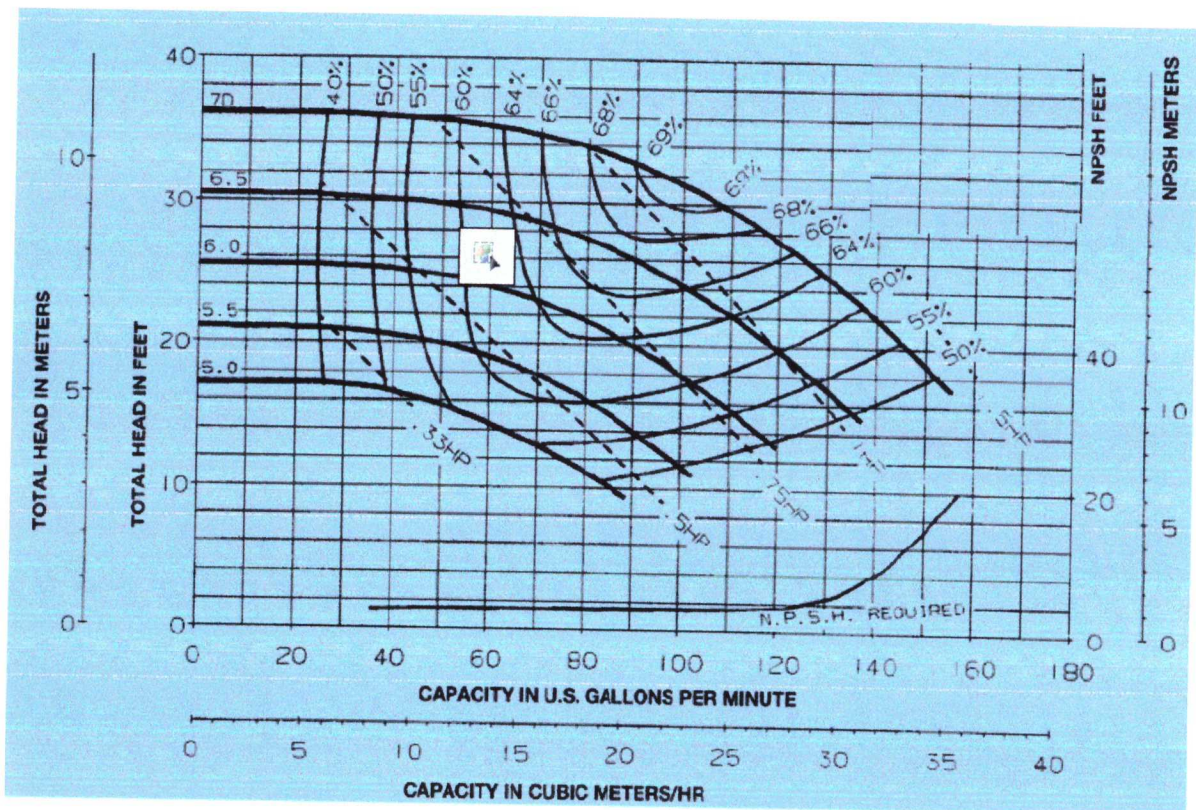 40
40%
50%
55%
60%
64%
66%
68%
69%
NPSH FEET
NPSH METERS
7D
10
69%
30
6.5
68%
66%
64%
6.0
60%
TOTAL HEAD IN METERS
TOTAL HEAD IN FEET
5.5
55%
20
50%
40
5.0
5
10
.33HP
.5HP
1HP
.75HP
10
.5HP
20
5
N.P.S.H. REQUIRED
0
0
0
0
0 20 40 60 80 100 120 140 160 180
CAPACITY IN U.S. GALLONS PER MINUTE
0 5 10 15 20 25 30 35 40
CAPACITY IN CUBIC METERS/HR